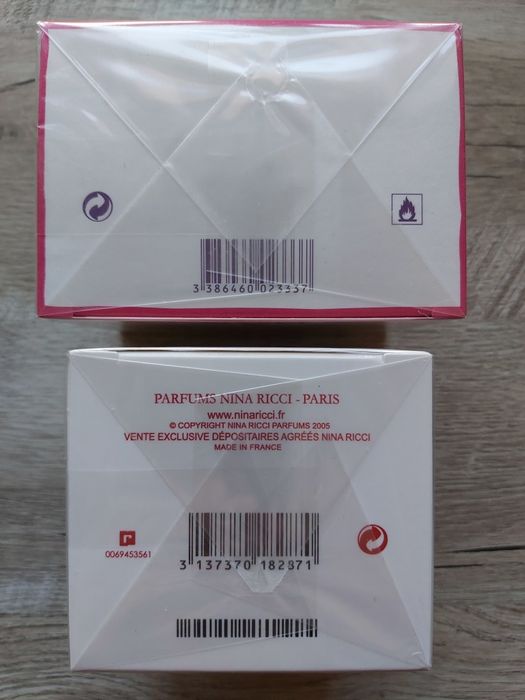 3 386460 023337
PARFUMS NINA RICCI - PARIS
www.ninaricci.fr
© COPYRIGHT NINA RICCI PARFUMS 2005
VENTE EXCLUSIVE DÉPOSITAIRES AGRÉÉS NINA RICCI
MADE IN FRANCE
r
0069453561
3 137370 182871